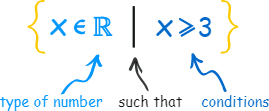 { x ∈ ℝ | x ⩾ 3 }
type of number such that conditions